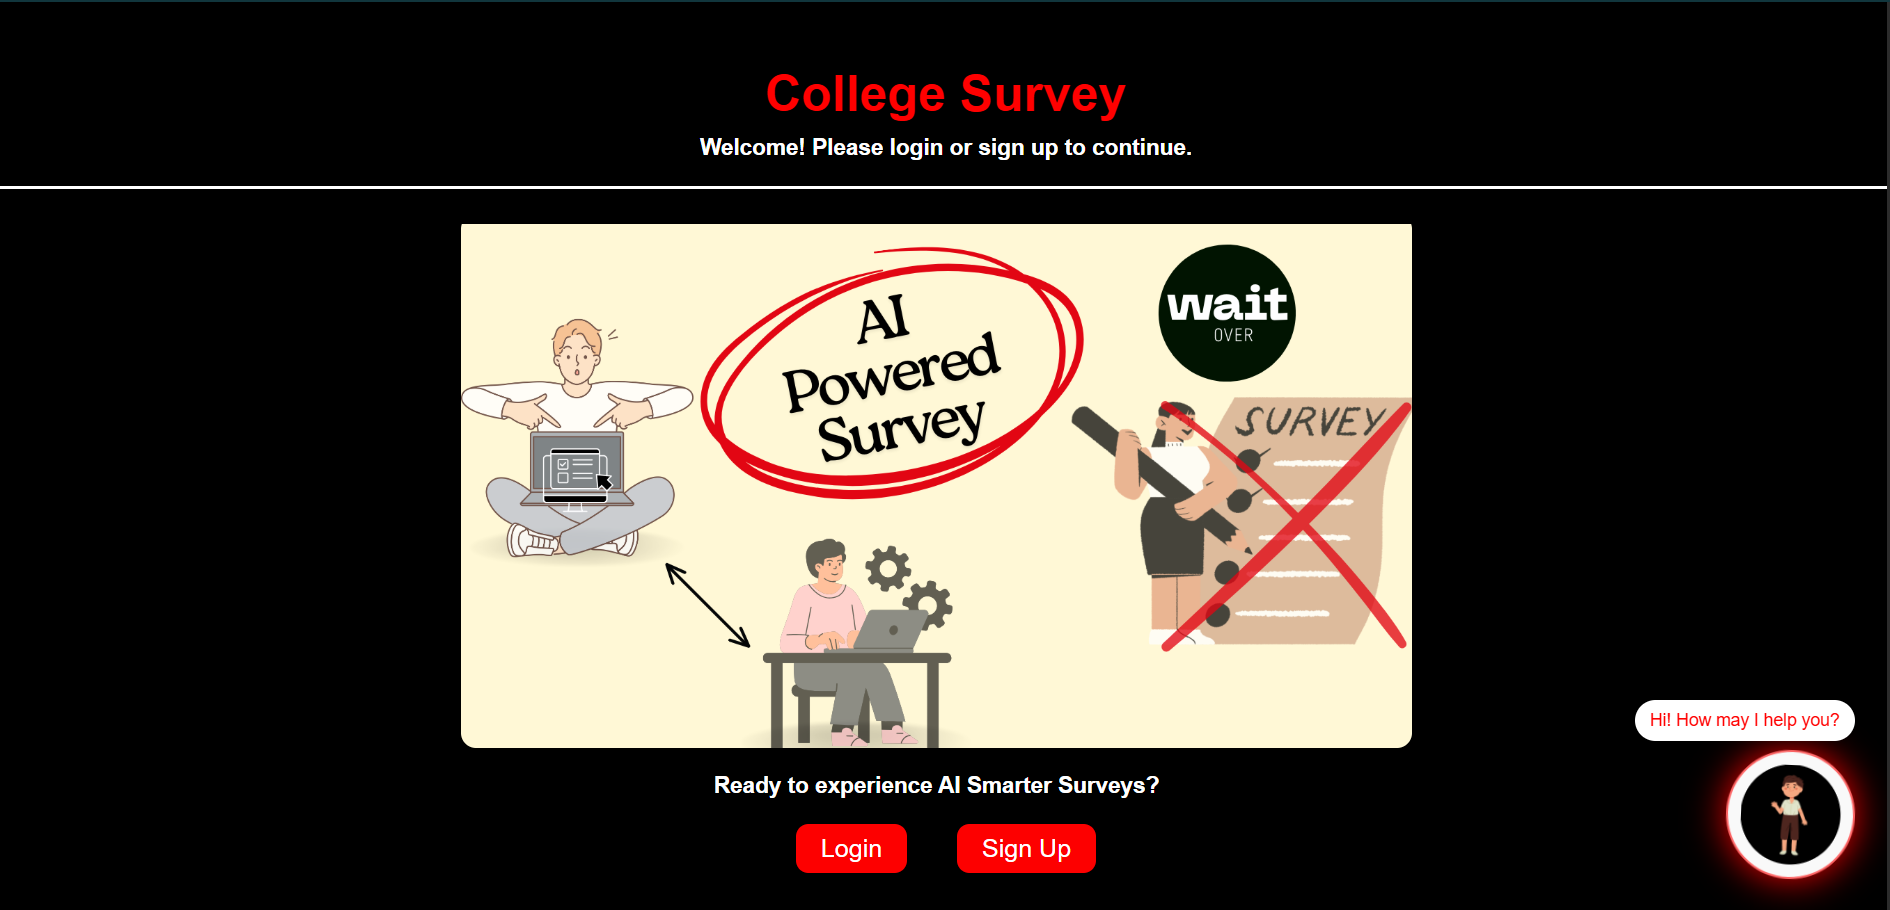 College Survey
Welcome! Please login or sign up to continue.
AI
Powered
Survey
wait
OVER
SURVEY
Hi! How may I help you?
Ready to experience AI Smarter Surveys?
Login
Sign Up